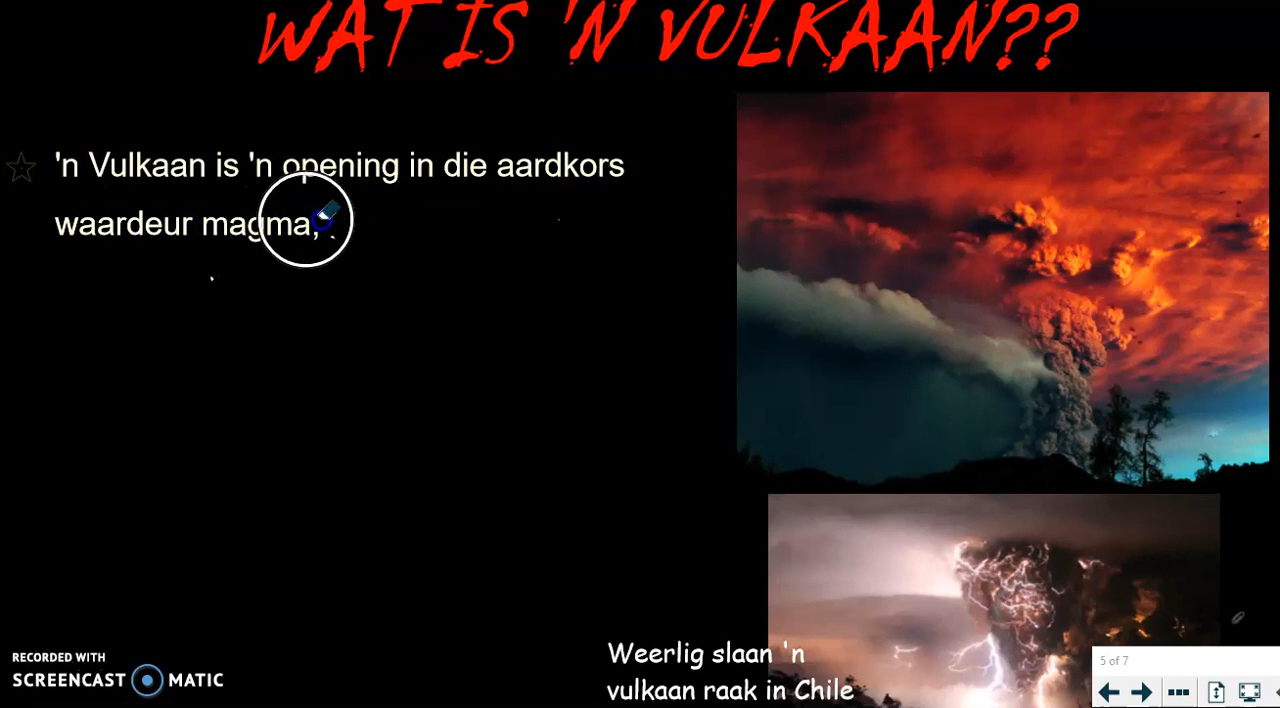 WAT IS 'N VULKAAN??
'n Vulkaan is 'n opening in die aardkors
waardeur magma,
Weerlig slaan 'n
vulkaan raak in Chile
5 of 7
RECORDED WITH
SCREENCAST MATIC